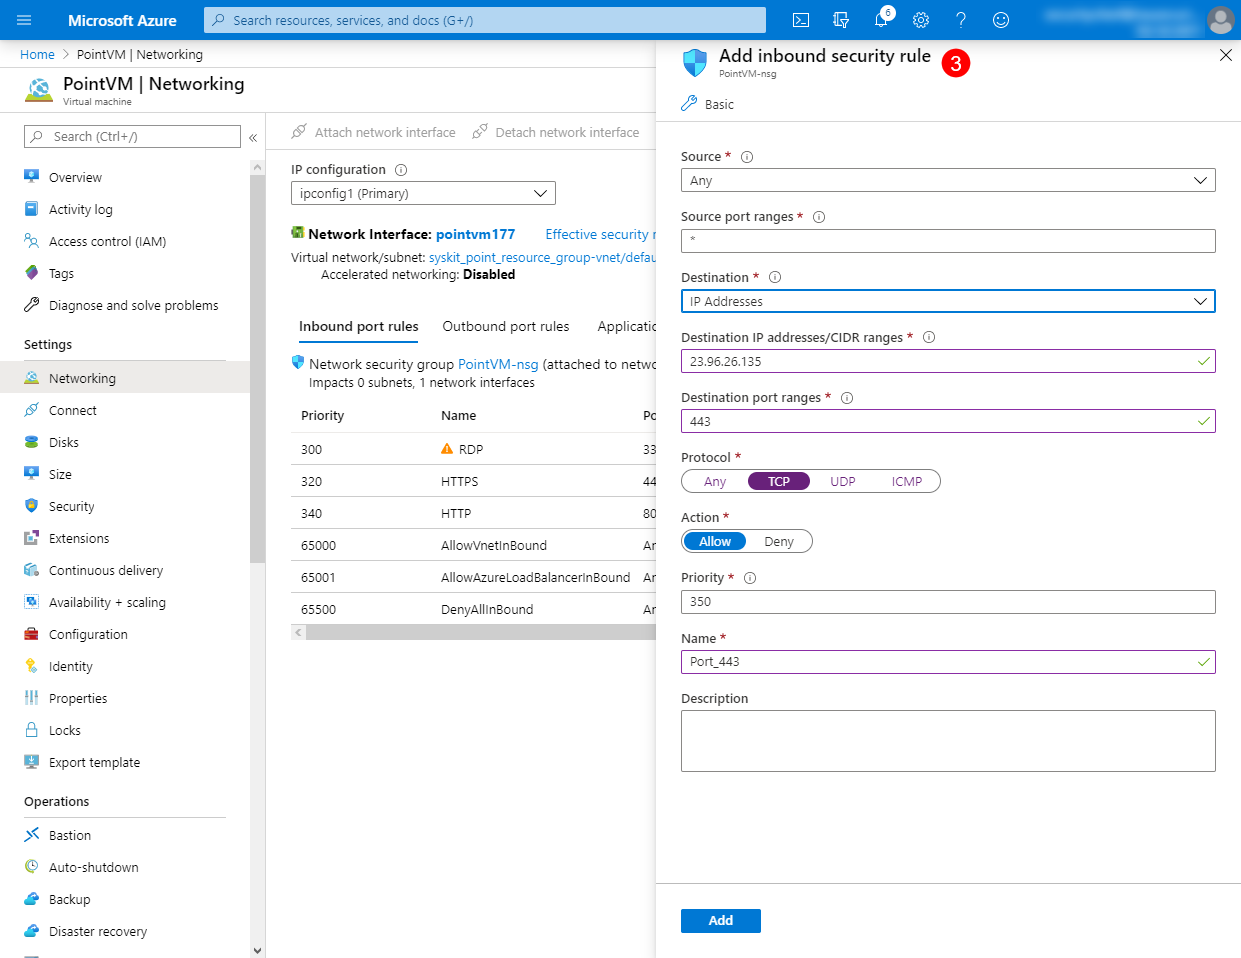 Microsoft Azure
Search resources, services, and docs (G+/)
6
Home > PointVM | Networking
PointVM | Networking
Virtual machine
Search (Ctrl+/)
«
Overview
Activity log
Access control (IAM)
Tags
Diagnose and solve problems
Settings
Networking
Connect
Disks
Size
Security
Extensions
Continuous delivery
Availability + scaling
Configuration
Identity
Properties
Locks
Export template
Operations
Bastion
Auto-shutdown
Backup
Disaster recovery
Attach network interface
Detach network interface
IP configuration
ipconfig1 (Primary)
Network Interface: pointvm177
Effective security r
Virtual network/subnet: syskit_point_resource_group-vnet/defau
Accelerated networking: Disabled
Inbound port rules
Outbound port rules
Applicatio
Network security group PointVM-nsg (attached to netwo
Impacts 0 subnets, 1 network interfaces
Priority Name Po
300 RDP 33
320 HTTPS 44
340 HTTP 80
65000 AllowVnetInBound An
65001 AllowAzureLoadBalancerInBound An
65500 DenyAllInBound An
Add inbound security rule
3
PointVM-nsg
Basic
Source *
Any
Source port ranges *
*
Destination *
IP Addresses
Destination IP addresses/CIDR ranges *
23.96.26.135
Destination port ranges *
443
Protocol *
Any TCP UDP ICMP
Action *
Allow Deny
Priority *
350
Name *
Port_443
Description
Add